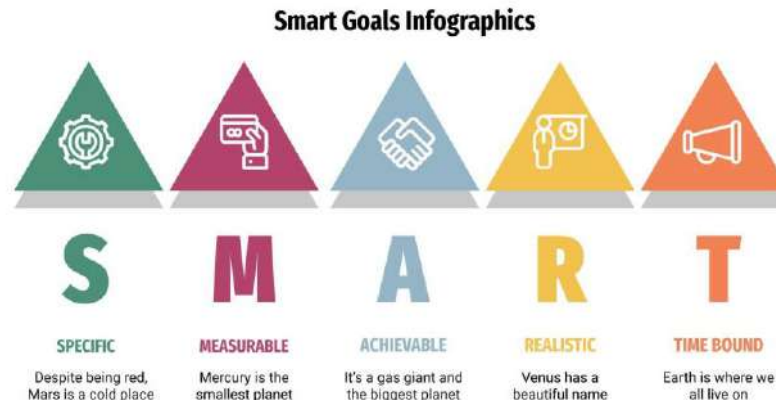 Smart Goals Infographics
S M A R T
SPECIFIC
MEASURABLE
ACHIEVABLE
REALISTIC
TIME BOUND
Despite being red,
Mars is a cold place
Mercury is the
smallest planet
It's a gas giant and
the biggest planet
Venus has a
beautiful name
Earth is where we
all live on